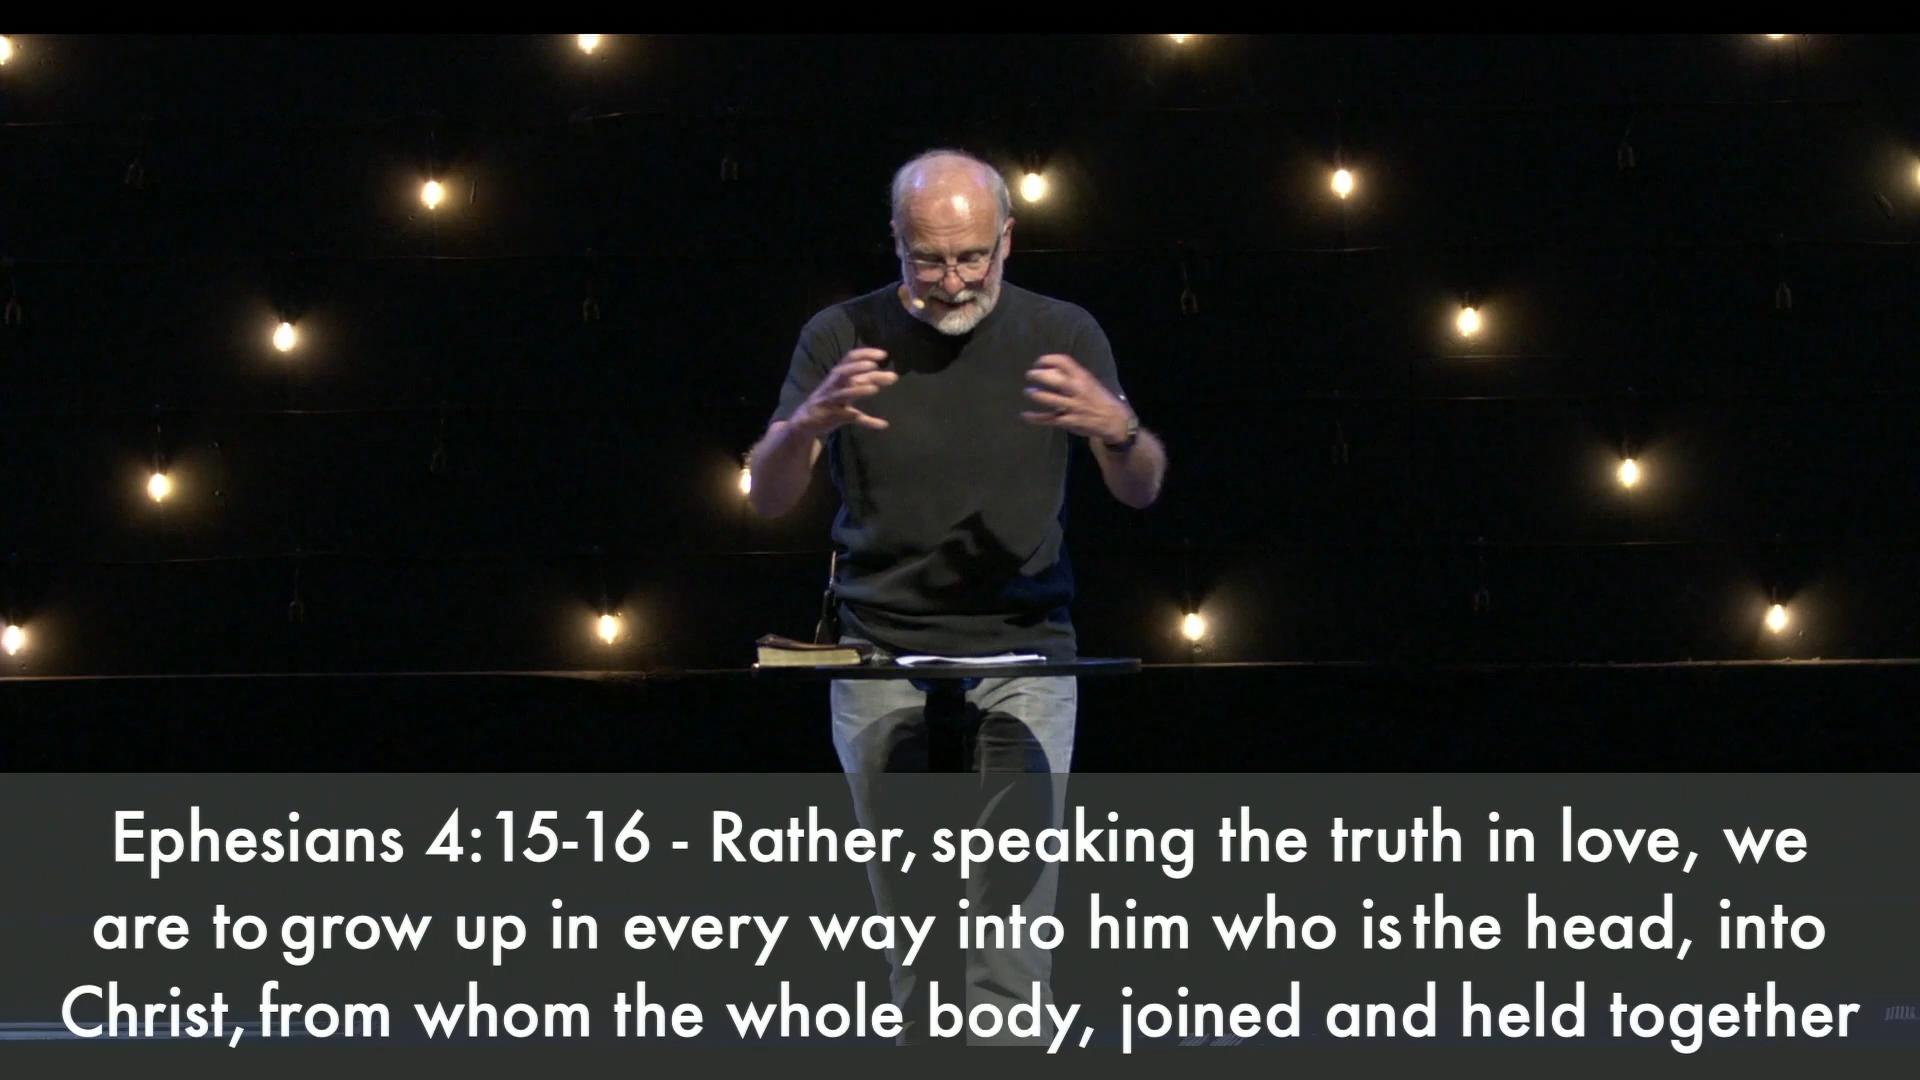 Ephesians 4:15-16 - Rather, speaking the truth in love, we
are to grow up in every way into him who is the head, into
Christ, from whom the whole body, joined and held together